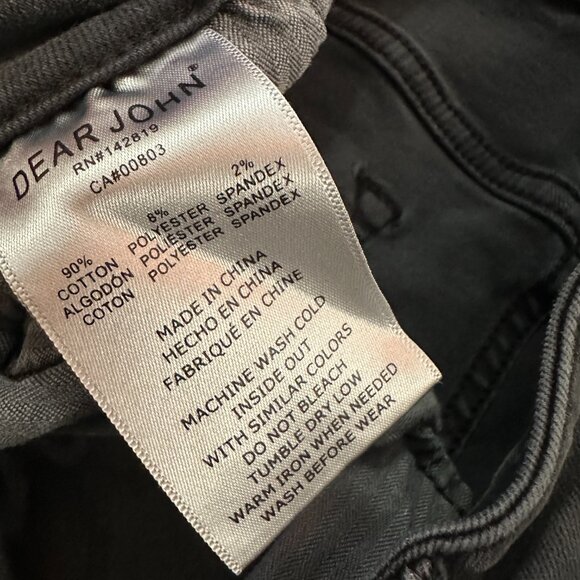 DEAR JOHN®
RN#142819
CA#00803
90% 8% 2%
COTTON POLYESTER SPANDEX
ALGODÓN POLIÉSTER SPANDEX
COTON POLYESTER SPANDEX
MADE IN CHINA
HECHO EN CHINA
FABRIQUÉ EN CHINE
MACHINE WASH COLD
INSIDE OUT
WITH SIMILAR COLORS
DO NOT BLEACH
TUMBLE DRY LOW
WARM IRON WHEN NEEDED
WASH BEFORE WEAR